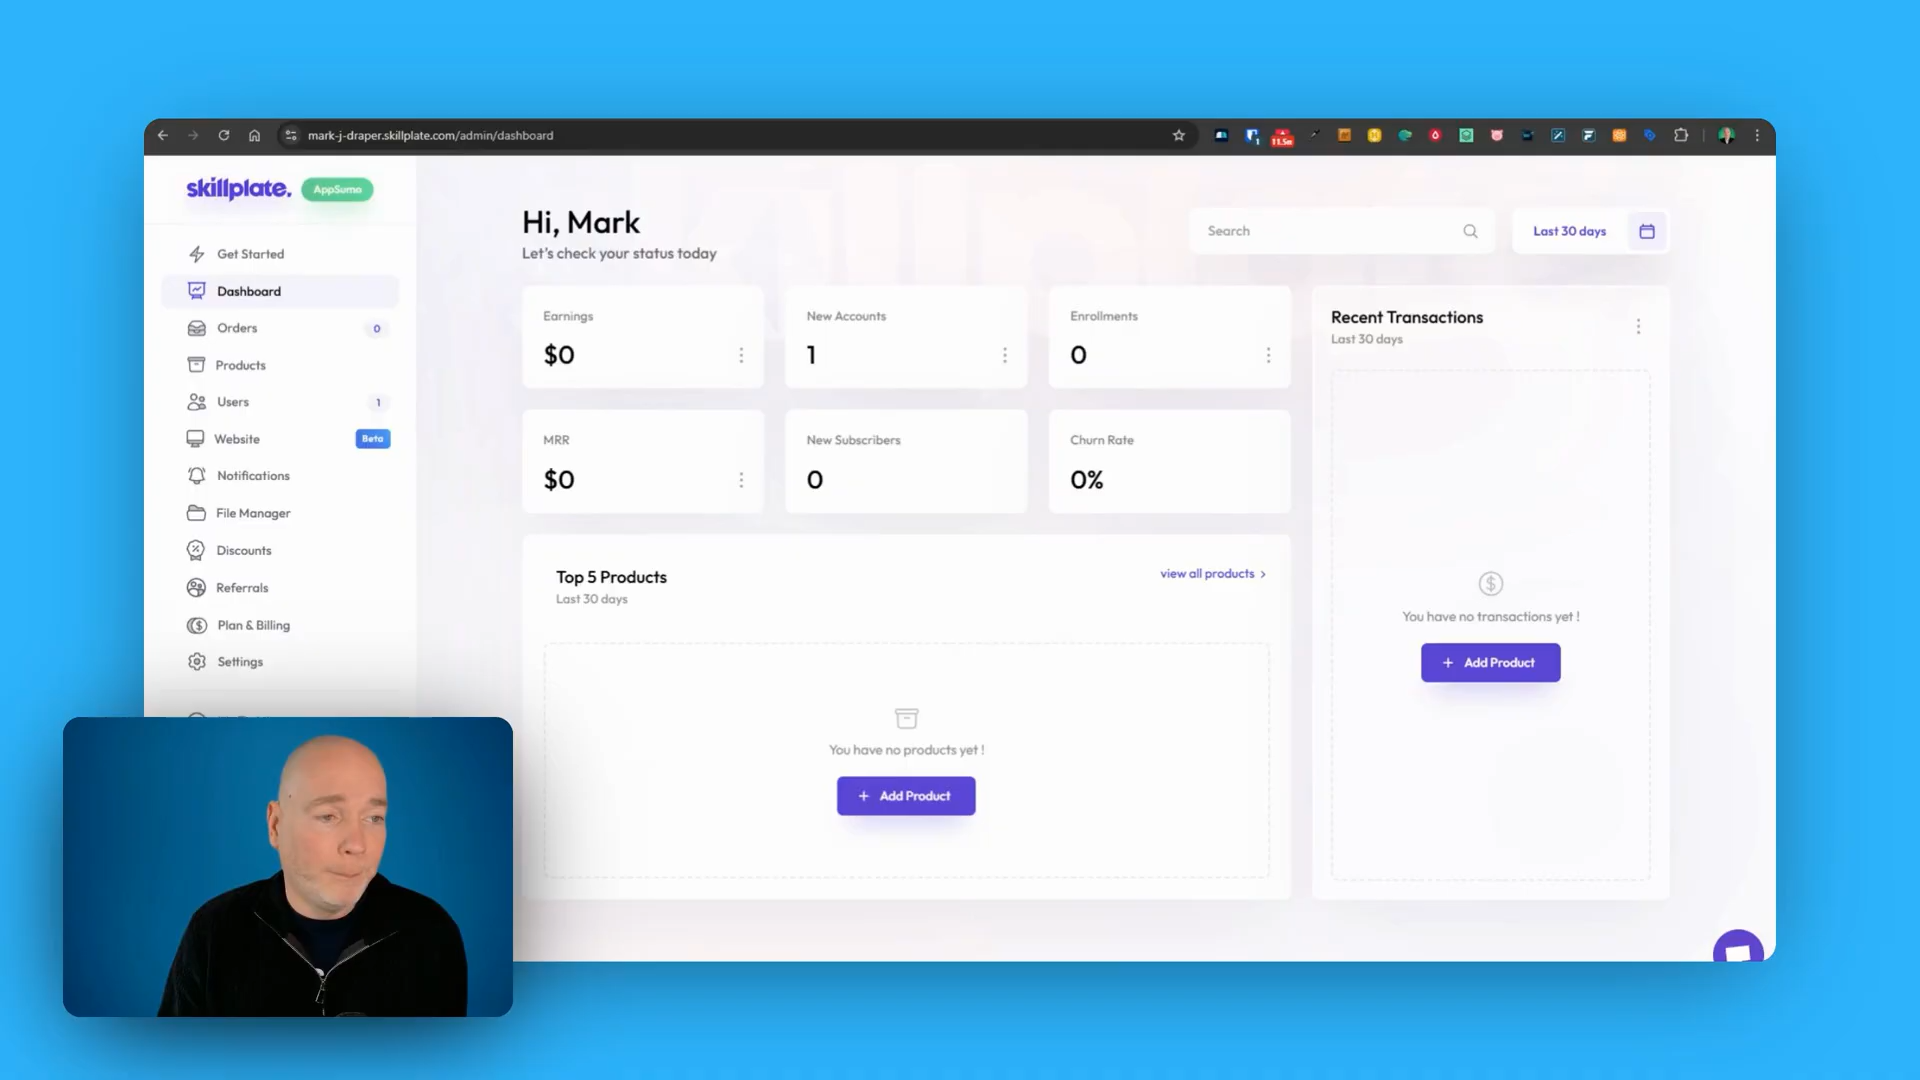 mark-j-draper.skillplate.com/admin/dashboard
1
11.5m
skillplate.
AppSumo
Get Started
Dashboard
Orders
0
Products
Users
1
Website
Beta
Notifications
File Manager
Discounts
Referrals
Plan & Billing
Settings
Hi, Mark
Let's check your status today
Search
Last 30 days
Earnings
$0
New Accounts
1
Enrollments
0
MRR
$0
New Subscribers
0
Churn Rate
0%
Top 5 Products
Last 30 days
view all products >
You have no products yet !
+ Add Product
Recent Transactions
Last 30 days
You have no transactions yet !
+ Add Product